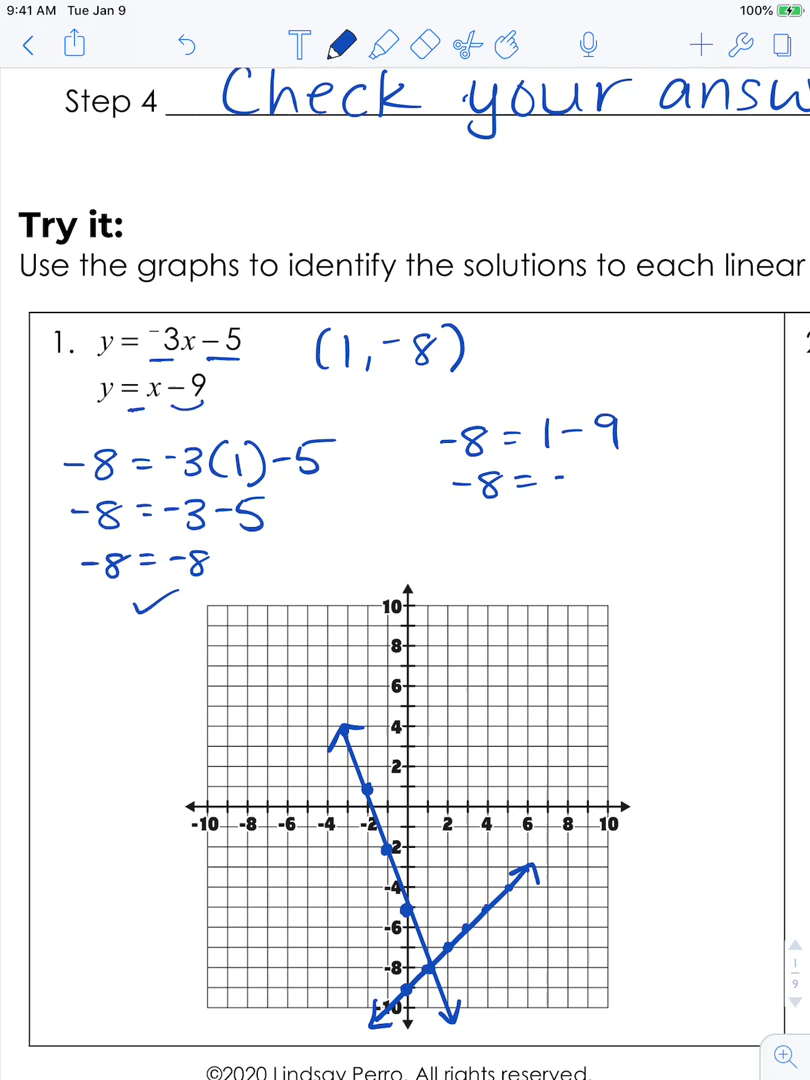 9:41 AM Tue Jan 9 100%
Step 4 Check your answ
Try it:
Use the graphs to identify the solutions to each linear
1. y = ⁻3x – 5 (1, -8)
y = x – 9
-8 = -3(1) -5
-8 = 1 - 9
-8 = -3 -5
-8 = -
-8 = -8
10
8
6
4
2
-10 -8 -6 -4 -2 2 4 6 8 10
-2
-4
-6
-8
-10
1
9
©2020 Lindsay Perro. All rights reserved.